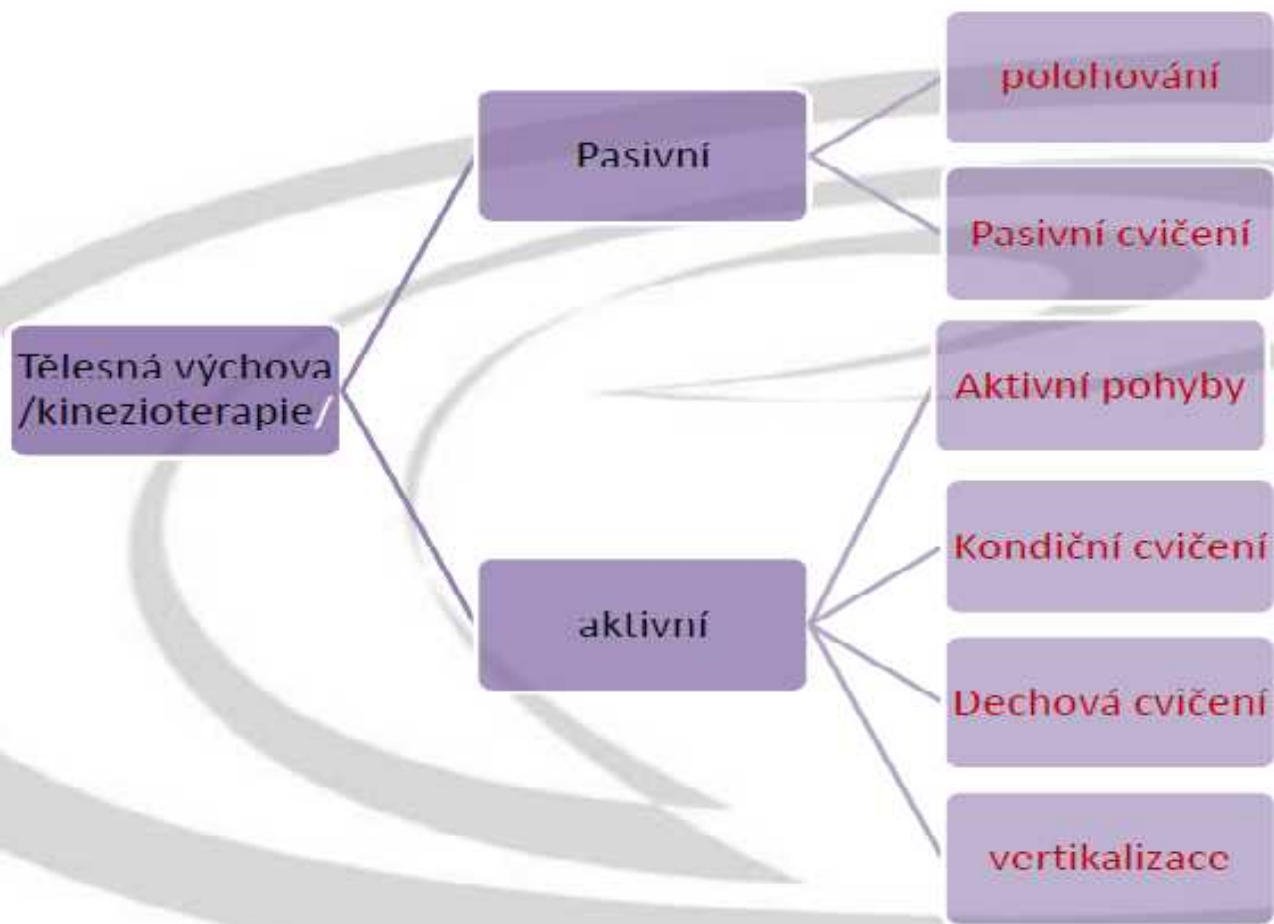 Tělesná výchova
/kinezioterapie/
Pasivní
polohování
Pasivní cvičení
aktivní
Aktivní pohyby
Kondiční cvičení
Dechová cvičení
vertikalizace